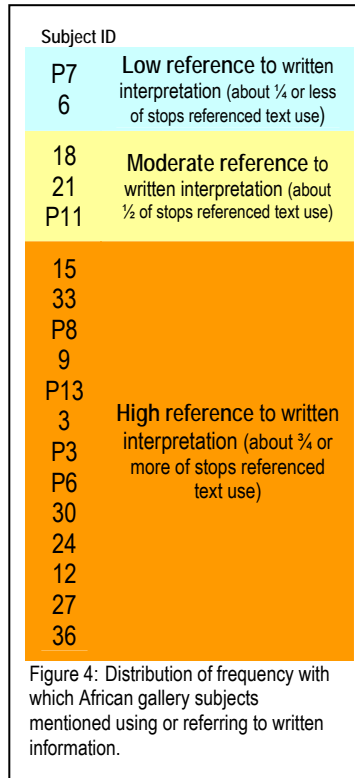 Subject ID
P7
6
Low reference to written
interpretation (about ¼ or less
of stops referenced text use)
18
21
P11
Moderate reference to
written interpretation (about
½ of stops referenced text use)
15
33
P8
9
P13
3
P3
P6
30
24
12
27
36
High reference to written
interpretation (about ¾ or
more of stops referenced
text use)
Figure 4: Distribution of frequency with
which African gallery subjects
mentioned using or referring to written
information.